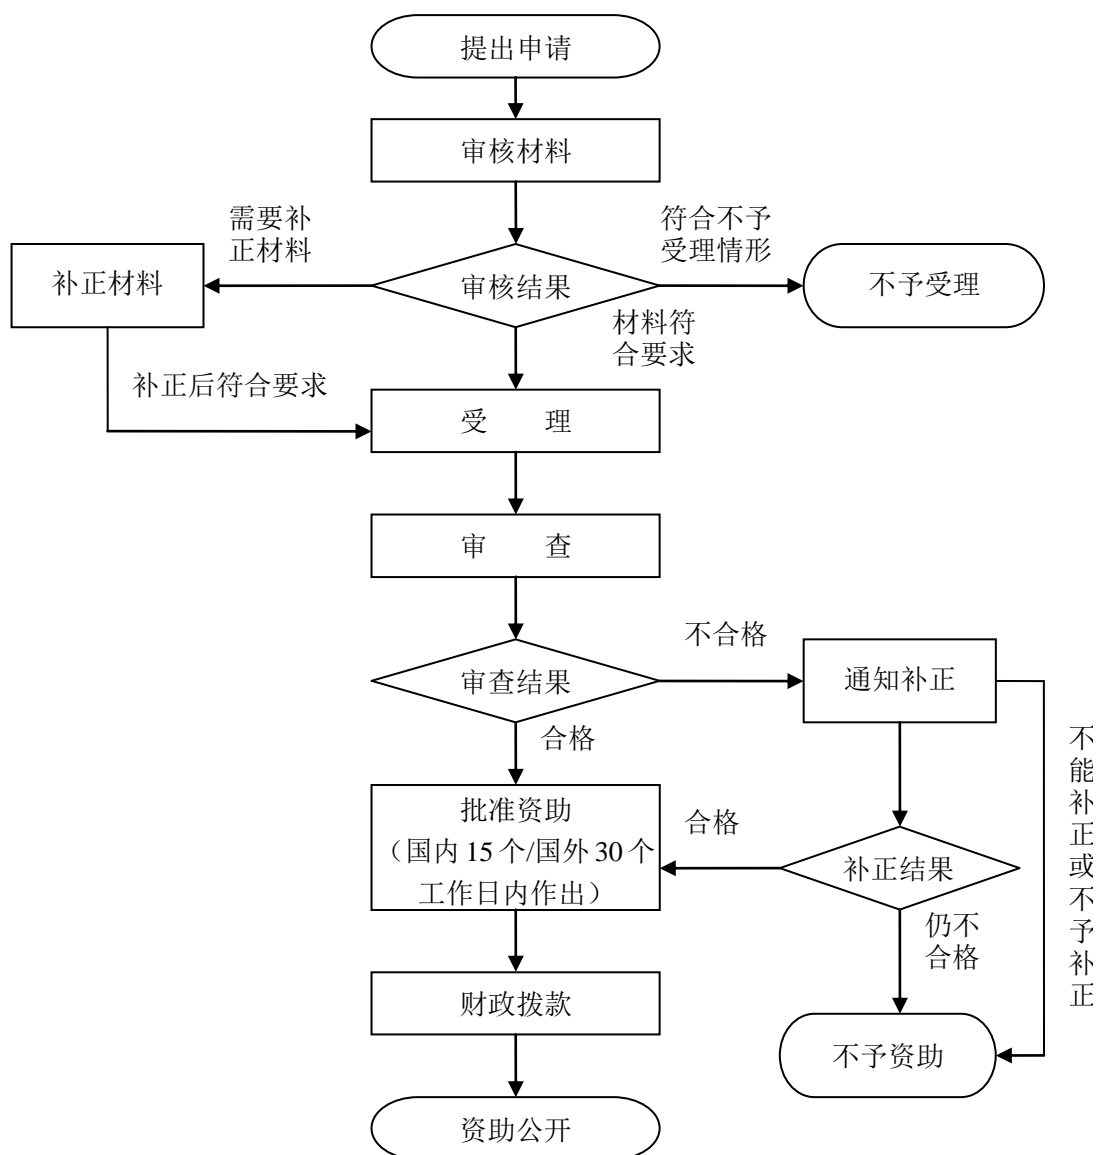 提出申请
审核材料
需要补
正材料
符合不予
受理情形
补正材料
审核结果
不予受理
材料符
合要求
补正后符合要求
受 理
审 查
不合格
审查结果
通知补正
合格
不能补正或不予补正
批准资助
（国内 15 个/国外 30 个
工作日内作出）
合格
补正结果
仍不
合格
财政拨款
不予资助
资助公开